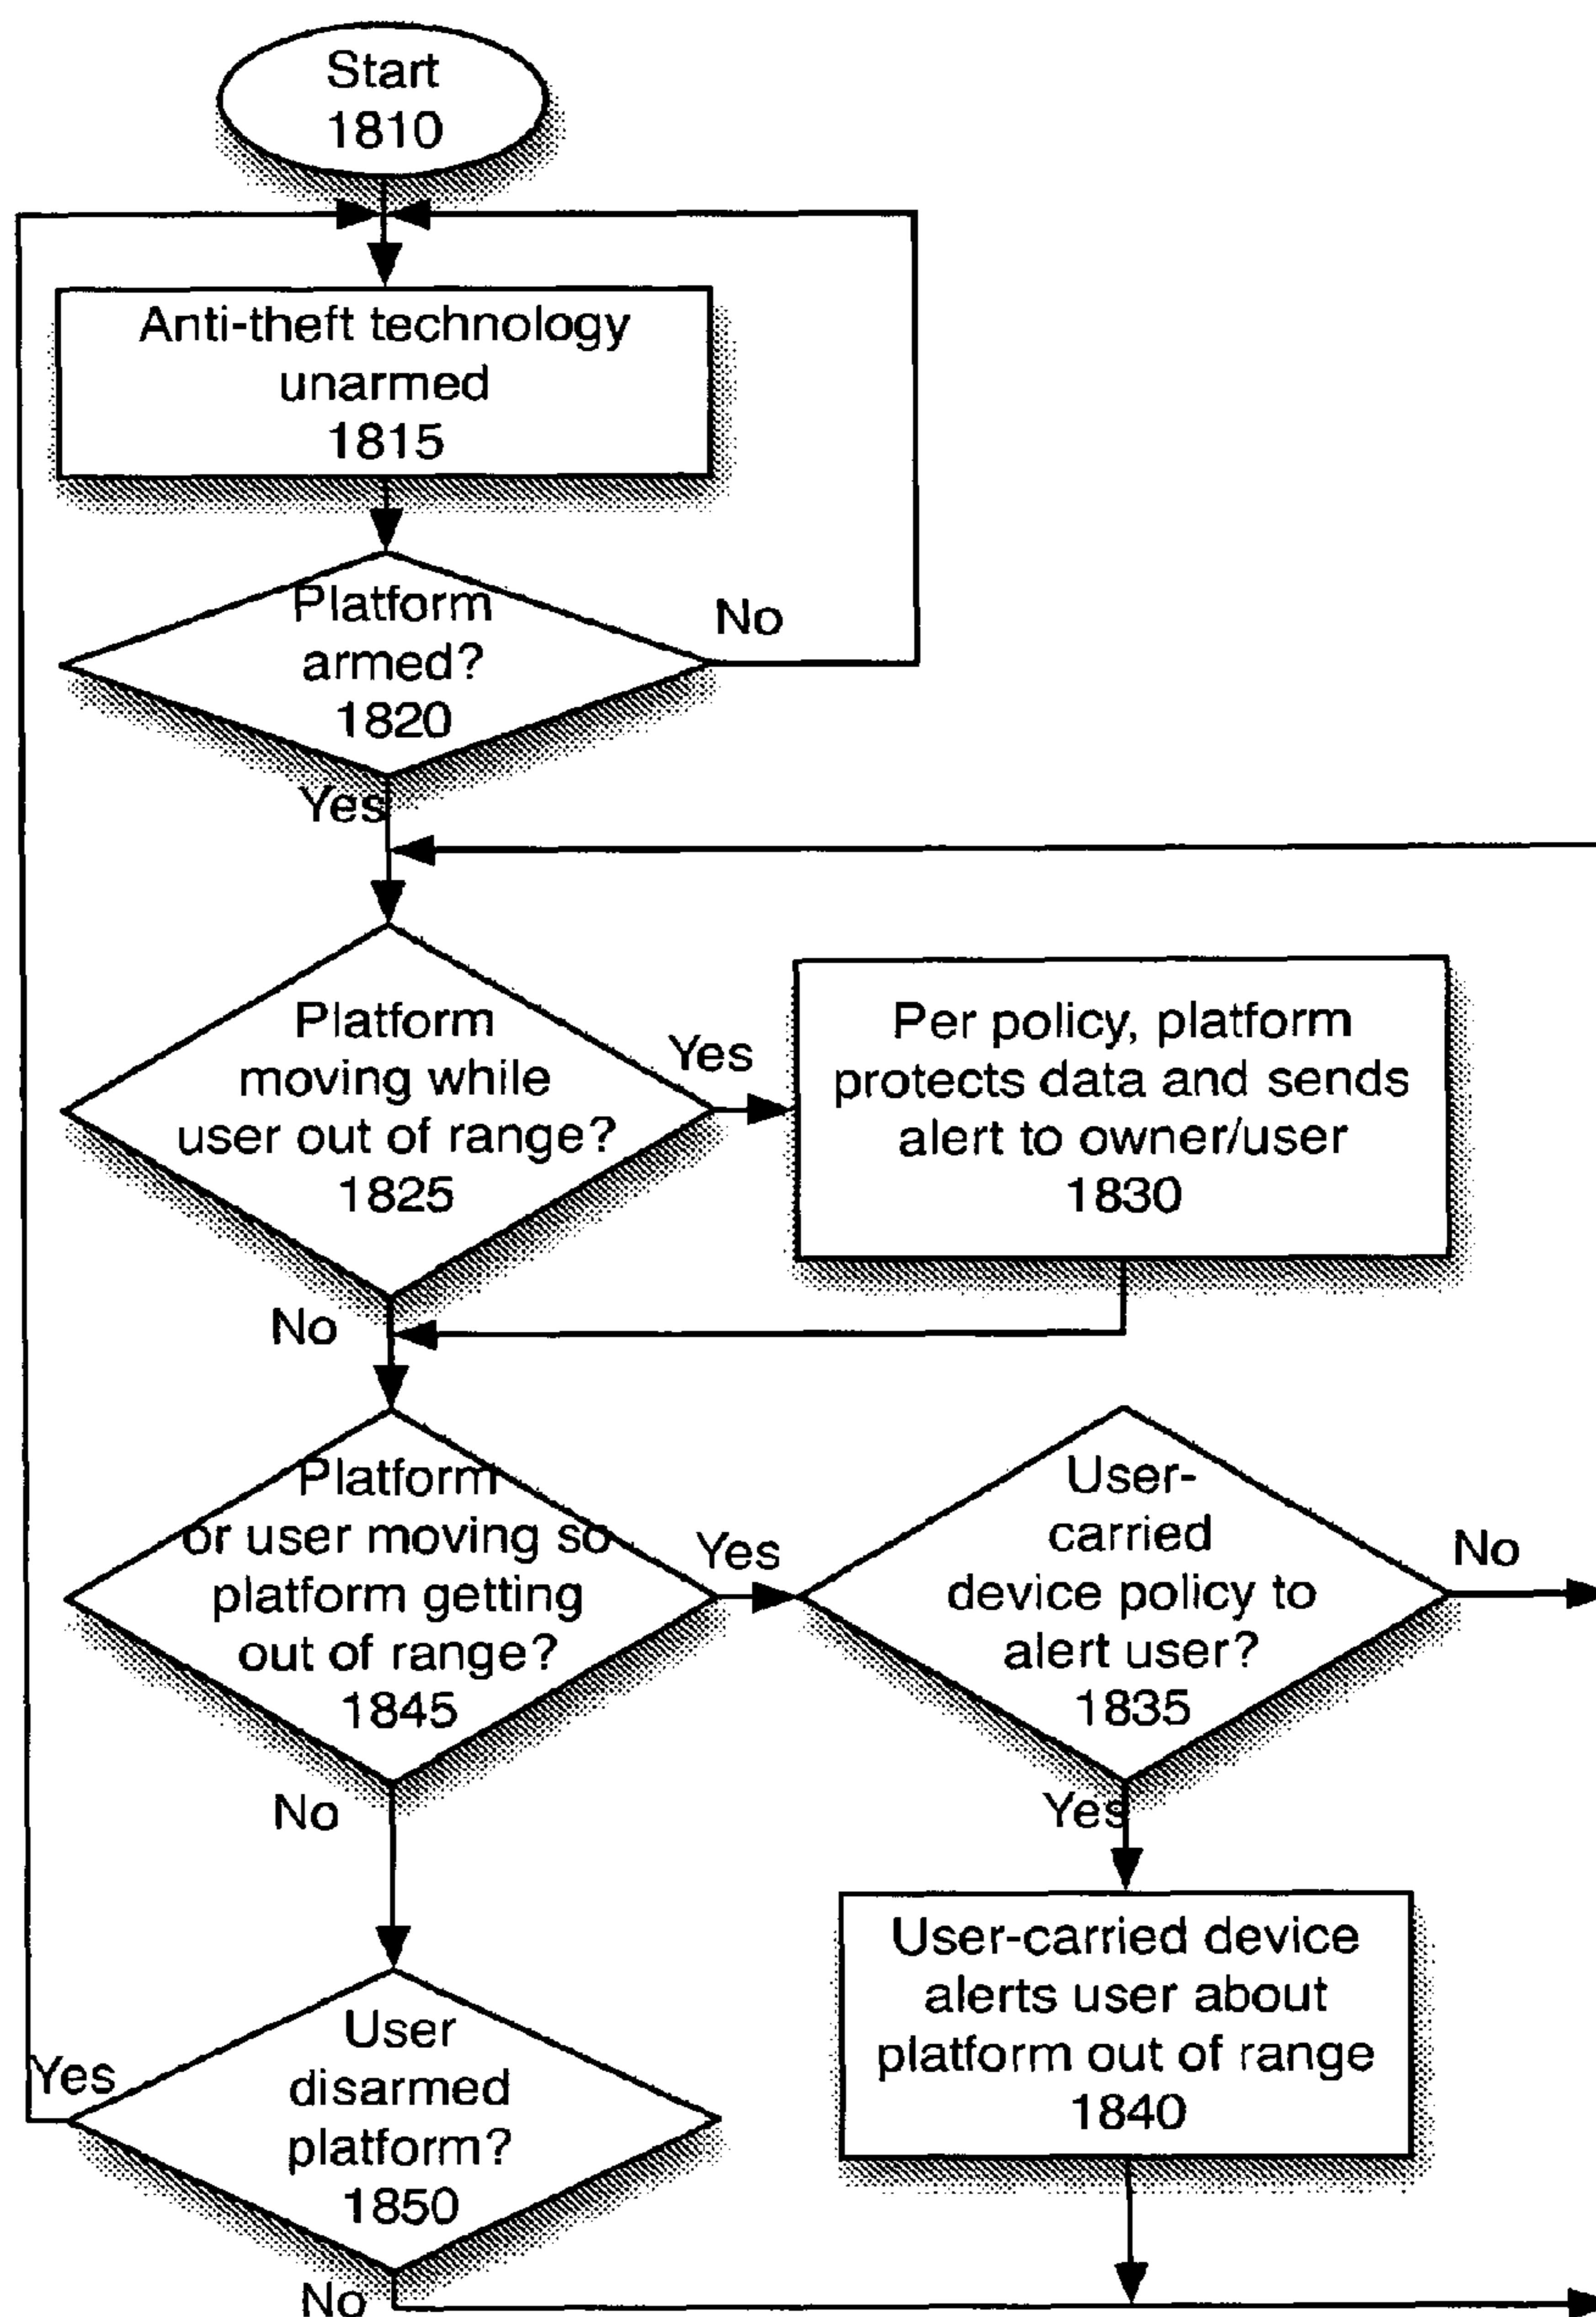 Start
1810
Anti-theft technology
unarmed
1815
Platform
armed?
1820
No
Yes
Platform
moving while
user out of range?
1825
Yes
Per policy, platform
protects data and sends
alert to owner/user
1830
No
Platform
or user moving so
platform getting
out of range?
1845
Yes
User-
carried
device policy to
alert user?
1835
No
No
Yes
User-carried device
alerts user about
platform out of range
1840
User
disarmed
platform?
1850
Yes
No